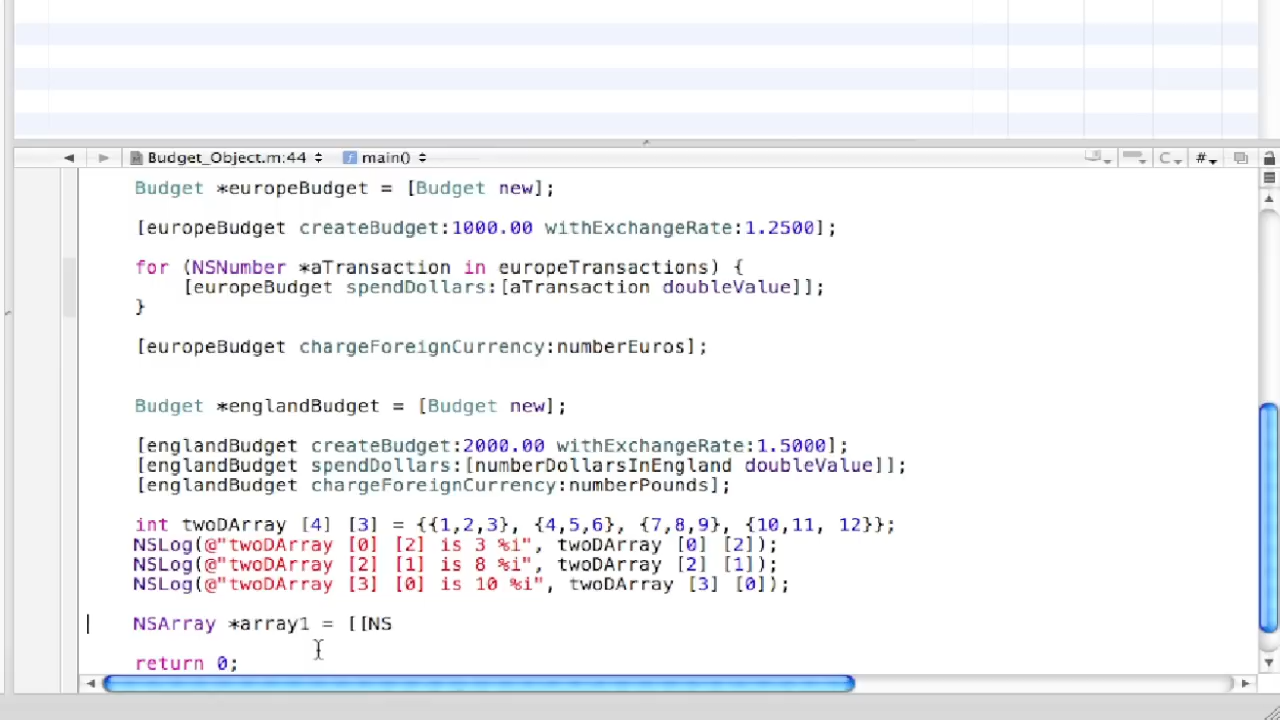 Budget_Object.m:44 main() C #
Budget *europeBudget = [Budget new];
[europeBudget createBudget:1000.00 withExchangeRate:1.2500];
for (NSNumber *aTransaction in europeTransactions) {
[europeBudget spendDollars:[aTransaction doubleValue]];
}
[europeBudget chargeForeignCurrency:numberEuros];
Budget *englandBudget = [Budget new];
[englandBudget createBudget:2000.00 withExchangeRate:1.5000];
[englandBudget spendDollars:[numberDollarsInEngland doubleValue]];
[englandBudget chargeForeignCurrency:numberPounds];
int twoDArray [4] [3] = {{1,2,3}, {4,5,6}, {7,8,9}, {10,11, 12}};
NSLog(@"twoDArray [0] [2] is 3 %i", twoDArray [0] [2]);
NSLog(@"twoDArray [2] [1] is 8 %i", twoDArray [2] [1]);
NSLog(@"twoDArray [3] [0] is 10 %i", twoDArray [3] [0]);
NSArray *array1 = [[NS
return 0;